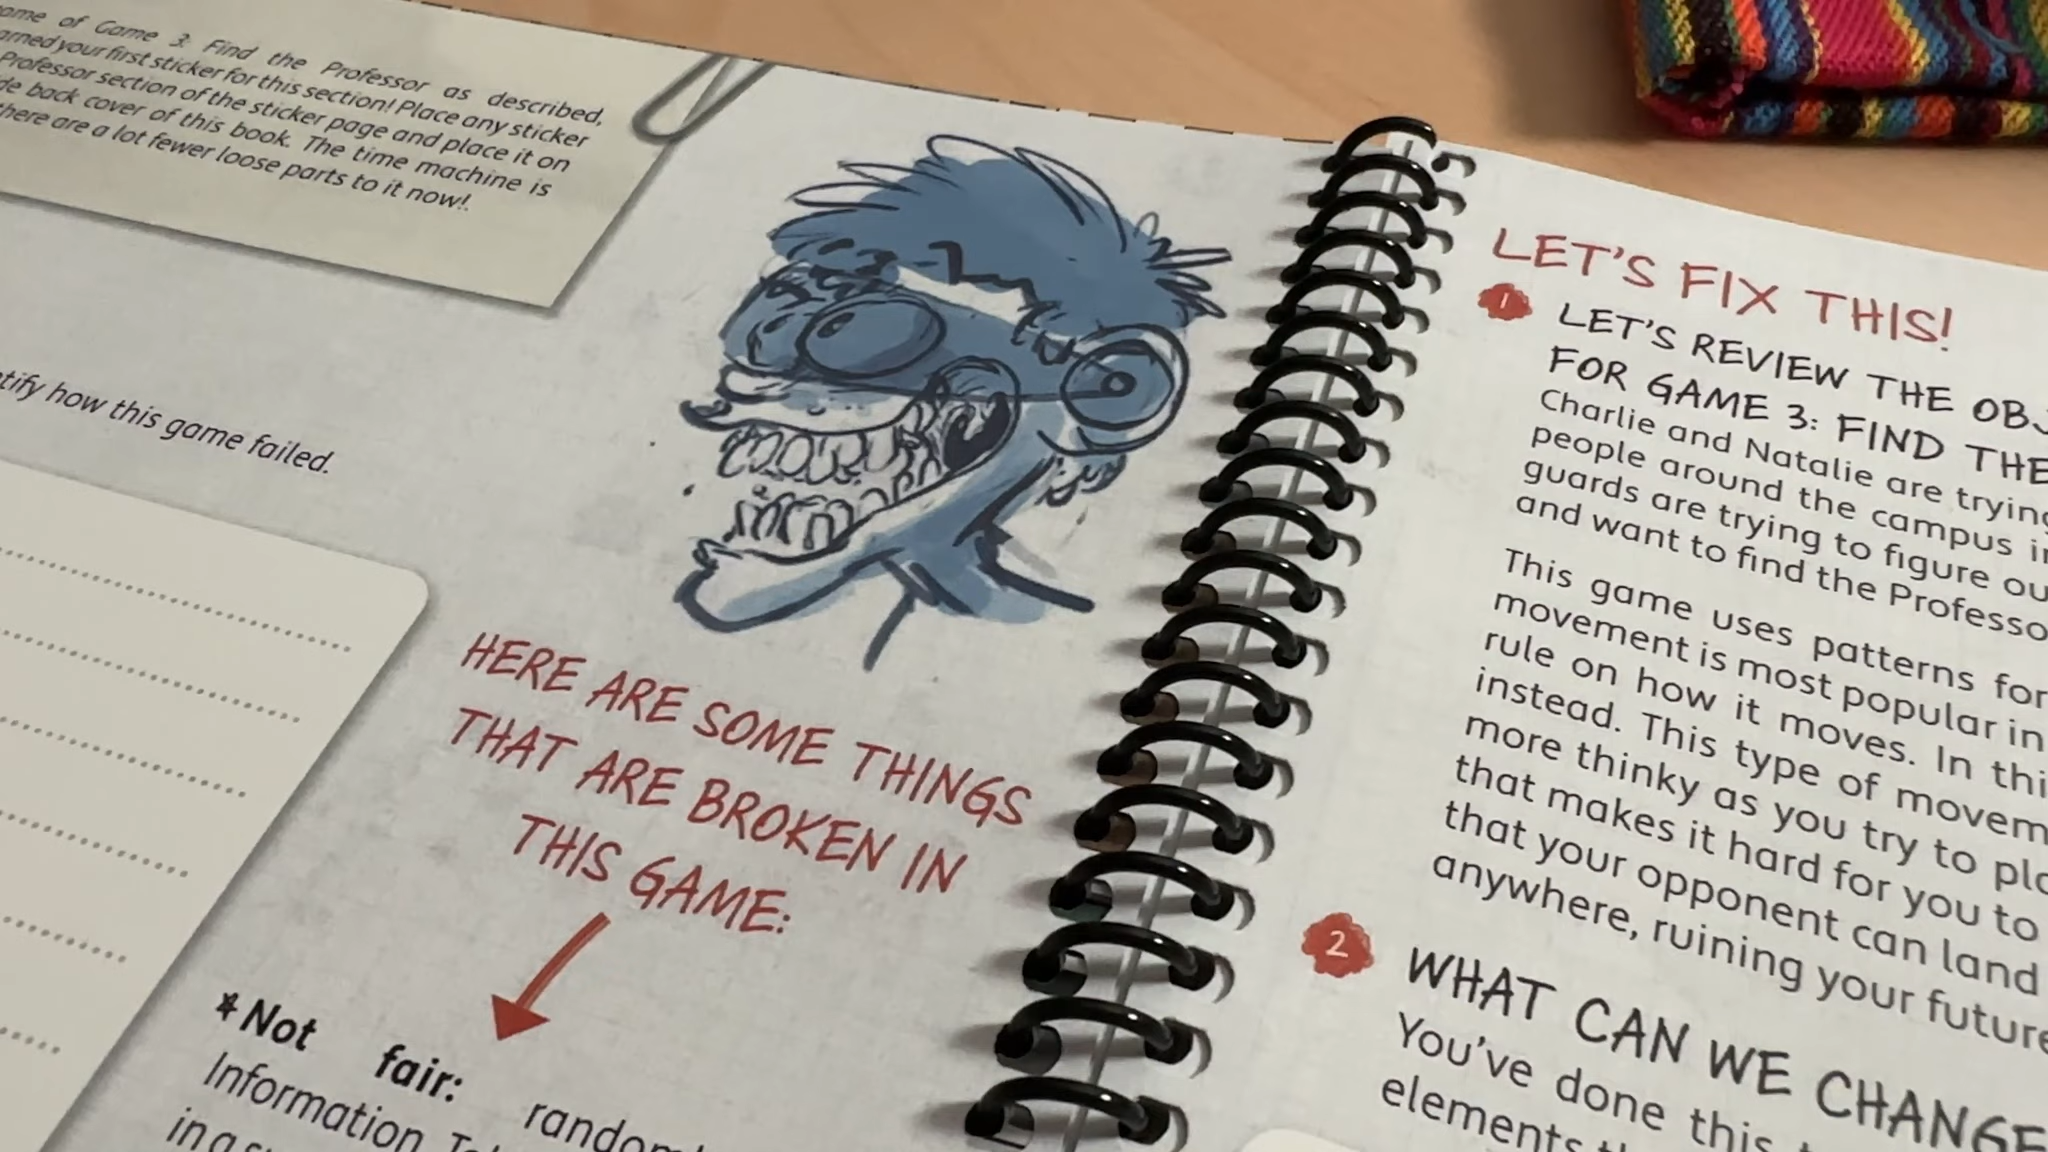 ame of Game 3: Find the Professor as described,
arned your first sticker for this section! Place any sticker
Professor section of the sticker page and place it on
de back cover of this book. The time machine is
here are a lot fewer loose parts to it now!.
tify how this game failed.
HERE ARE SOME THINGS
THAT ARE BROKEN IN
THIS GAME:
*Not fair: random
Information
in a
LET'S FIX THIS!
1 LET'S REVIEW THE OBJ
FOR GAME 3: FIND THE
Charlie and Natalie are trying
people around the campus in
guards are trying to figure ou
and want to find the Professo
This game uses patterns for
movement is most popular in
rule on how it moves. In thi
instead. This type of movem
more thinky as you try to pla
that makes it hard for you to
that your opponent can land
anywhere, ruining your future
2 WHAT CAN WE CHANGE
You've done this
elements